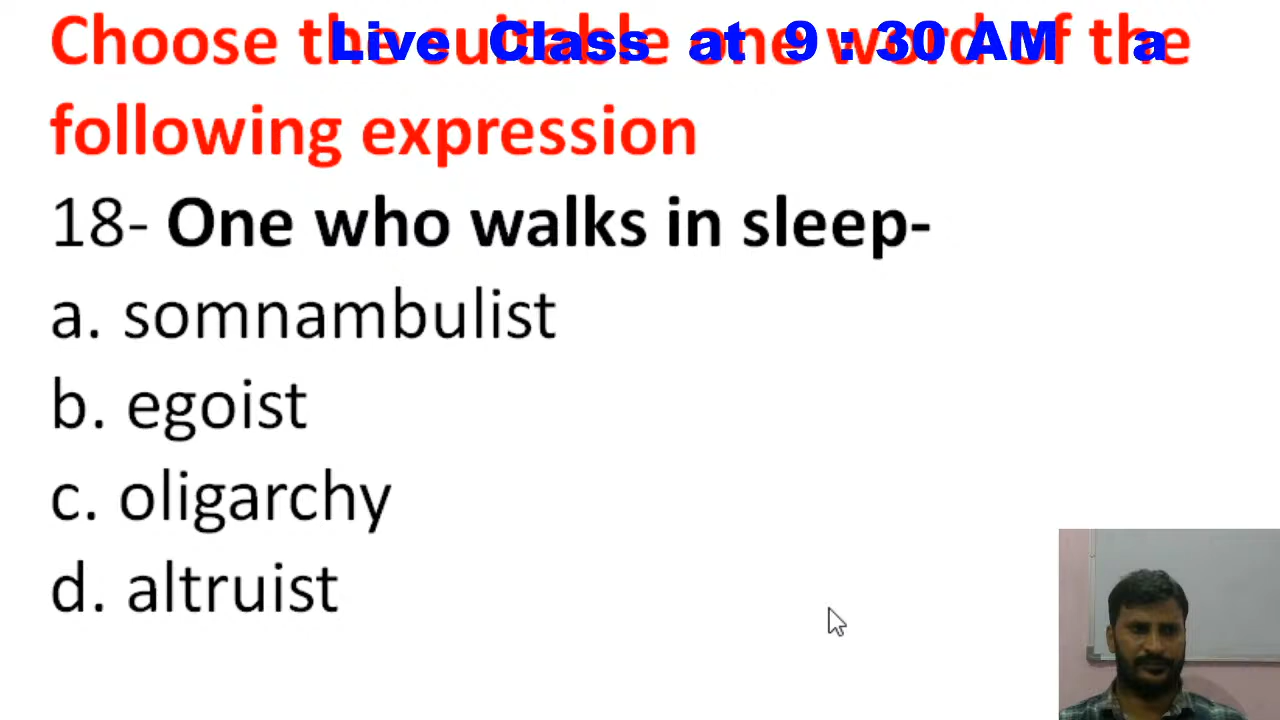 Live Class at 9 : 30 AM a
Choose the suitable one word of the
following expression
18- One who walks in sleep-
a. somnambulist
b. egoist
c. oligarchy
d. altruist